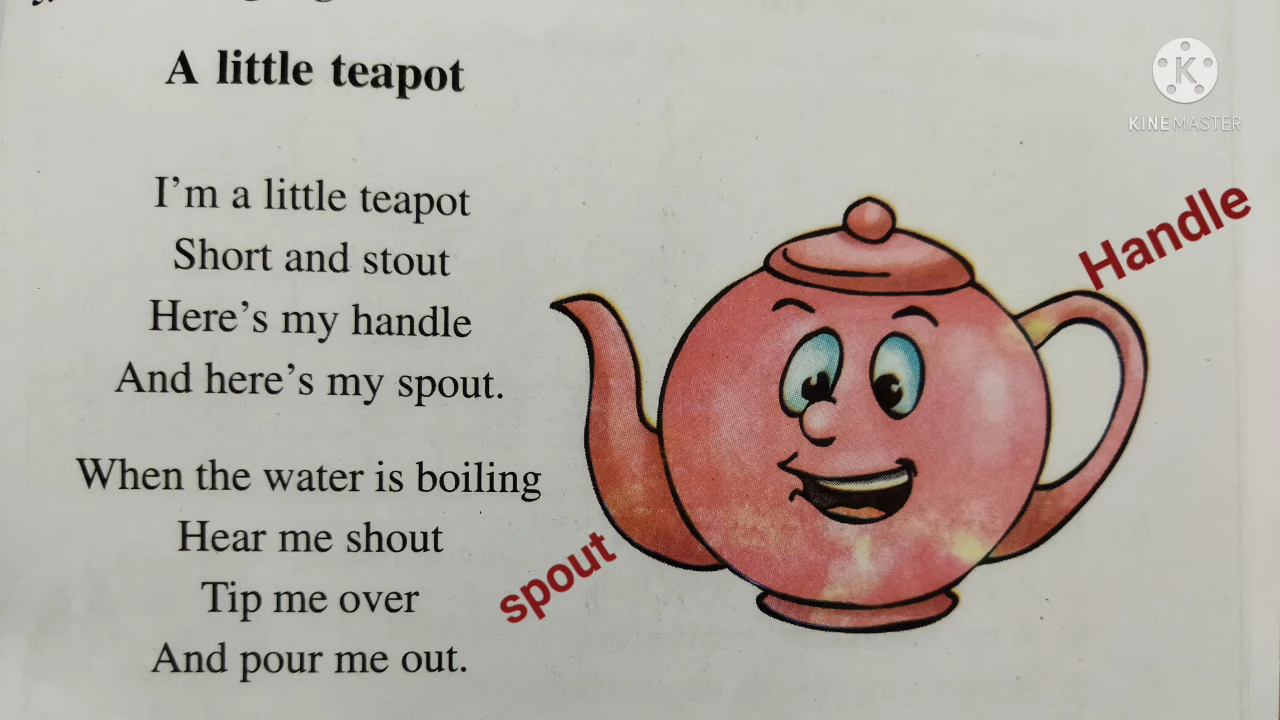 A little teapot
I'm a little teapot
Short and stout
Here's my handle
And here's my spout.
When the water is boiling
Hear me shout
Tip me over
And pour me out.
spout
Handle
KINEMASTER